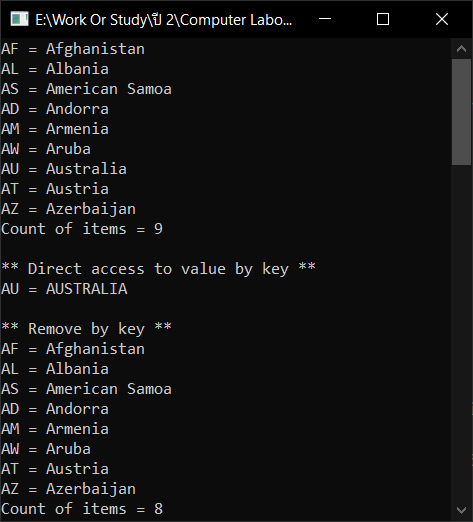 E:\Work Or Study\ปี 2\Computer Labo...
AF = Afghanistan
AL = Albania
AS = American Samoa
AD = Andorra
AM = Armenia
AW = Aruba
AU = Australia
AT = Austria
AZ = Azerbaijan
Count of items = 9
** Direct access to value by key **
AU = AUSTRALIA
** Remove by key **
AF = Afghanistan
AL = Albania
AS = American Samoa
AD = Andorra
AM = Armenia
AW = Aruba
AT = Austria
AZ = Azerbaijan
Count of items = 8